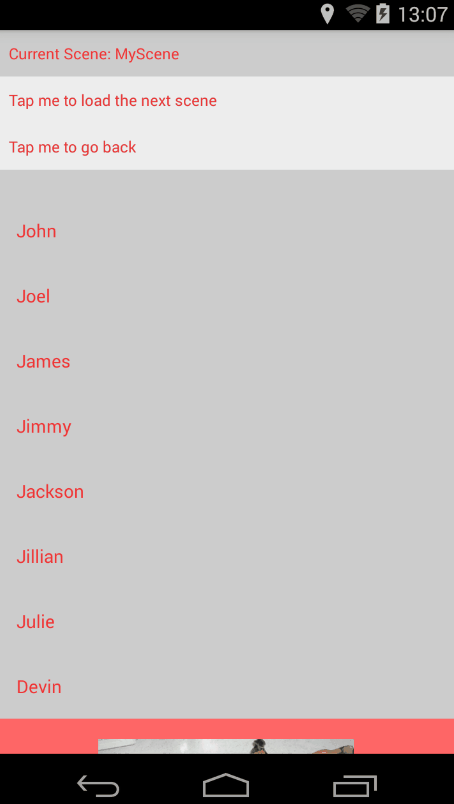 13:07
Current Scene: MyScene
Tap me to load the next scene
Tap me to go back
John
Joel
James
Jimmy
Jackson
Jillian
Julie
Devin